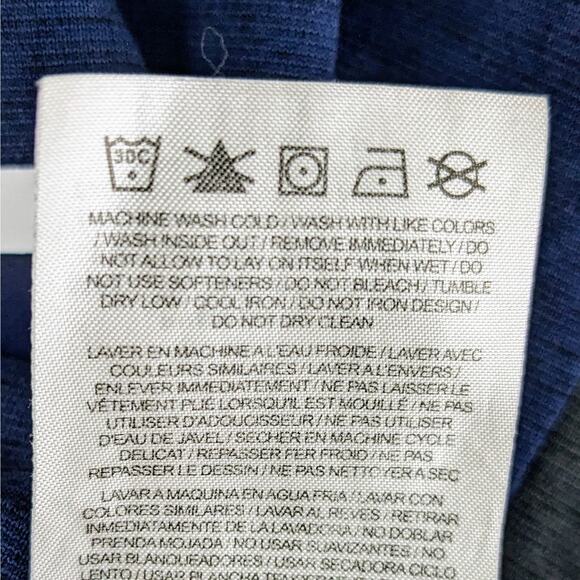 30C
MACHINE WASH COLD / WASH WITH LIKE COLORS
/ WASH INSIDE OUT / REMOVE IMMEDIATELY / DO
NOT ALLOW TO LAY ON ITSELF WHEN WET / DO
NOT USE SOFTENERS / DO NOT BLEACH / TUMBLE
DRY LOW / COOL IRON / DO NOT IRON DESIGN /
DO NOT DRY CLEAN
LAVER EN MACHINE A L'EAU FROIDE / LAVER AVEC
COULEURS SIMILAIRES / LAVER A L'ENVERS /
ENLEVER IMMEDIATEMENT / NE PAS LAISSER LE
VÊTEMENT PLIÉ LORSQU'IL EST MOUILLÉ / NE PAS
UTILISER D'ADOUCISSEUR / NE PAS UTILISER
D'EAU DE JAVEL / SECHER EN MACHINE CYCLE
DELICAT / REPASSER FER FROID / NE PAS
REPASSER LE DESSIN / NE PAS NETTOYER A SEC
LAVAR A MAQUINA EN AGUA FRIA / LAVAR CON
COLORES SIMILARES / LAVAR AL REVES / RETIRAR
INMEDIATAMENTE DE LA LAVADORA / NO DOBLAR
PRENDA MOJADA / NO USAR SUAVIZANTES / NO
USAR BLANQUEADORES / USAR SECADORA CICLO
LENTO / USAR PLANCHA